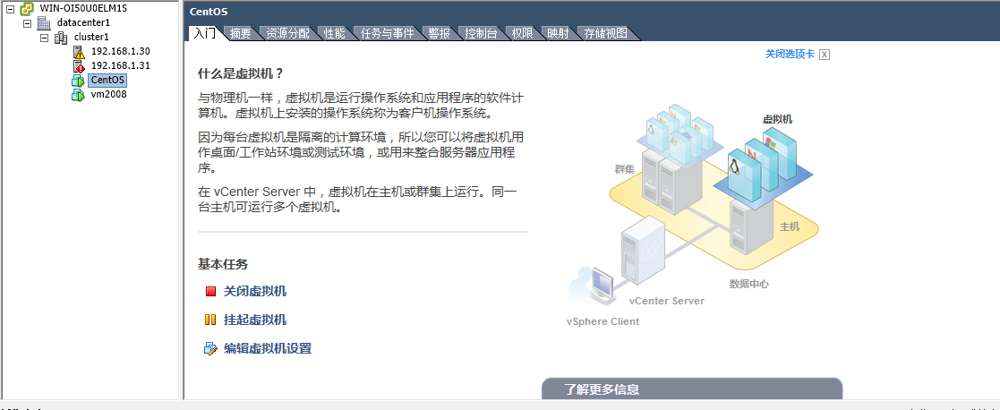 WIN-OI50U0ELM1S
datacenter1
cluster1
192.168.1.30
192.168.1.31
CentOS
vm2008
CentOS
入门 摘要 资源分配 性能 任务与事件 警报 控制台 权限 映射 存储视图
关闭选项卡
什么是虚拟机？
与物理机一样，虚拟机是运行操作系统和应用程序的软件计
算机。虚拟机上安装的操作系统称为客户机操作系统。
因为每台虚拟机是隔离的计算环境，所以您可以将虚拟机用
作桌面/工作站环境或测试环境，或用来整合服务器应用程
序。
在 vCenter Server 中，虚拟机在主机或群集上运行。同一
台主机可运行多个虚拟机。
基本任务
关闭虚拟机
挂起虚拟机
编辑虚拟机设置
虚拟机
群集
主机
数据中心
vCenter Server
vSphere Client
了解更多信息